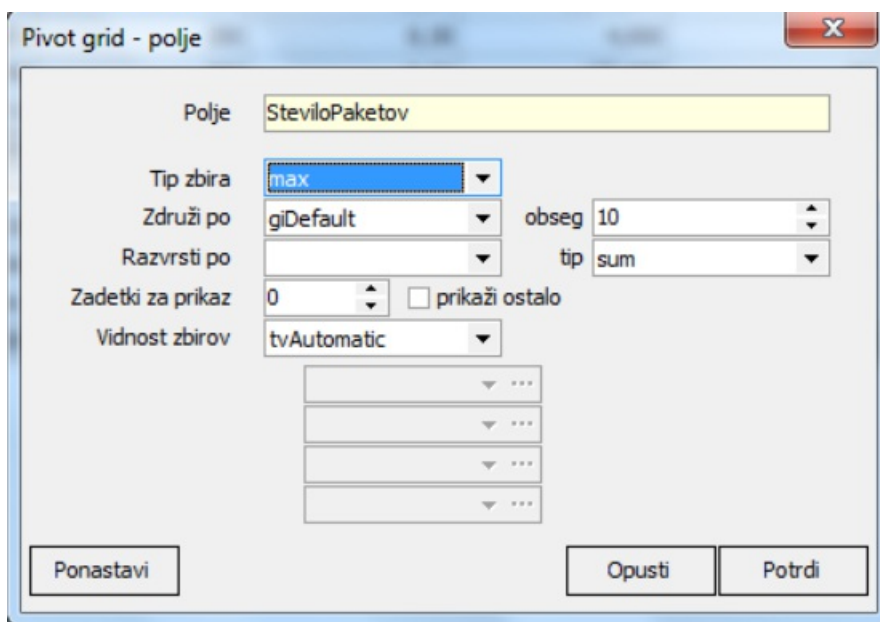 Pivot grid - polje
Polje SteviloPaketov
Tip zbira max
Združi po giDefault obseg 10
Razvrsti po tip sum
Zadetki za prikaz 0 prikaži ostalo
Vidnost zbirov tvAutomatic
Ponastavi Opusti Potrdi